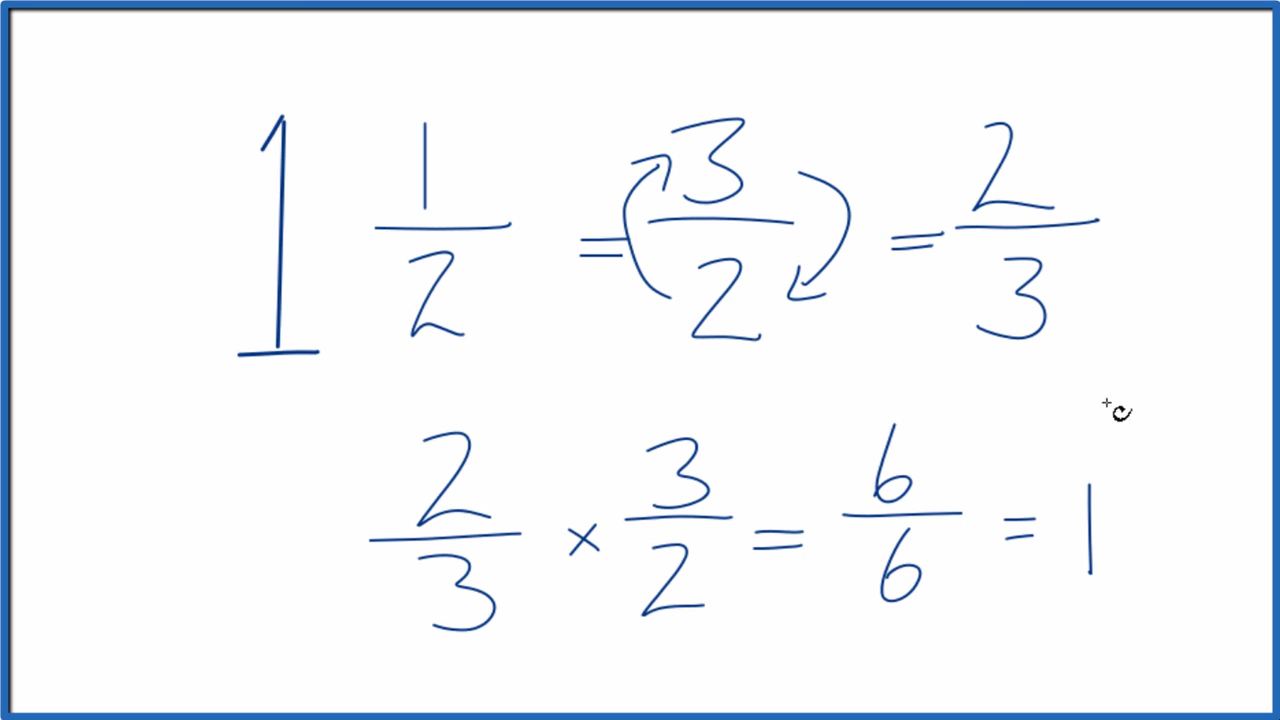 1 1/2 = 3/2 = 2/3
2/3 × 3/2 = 6/6 = 1